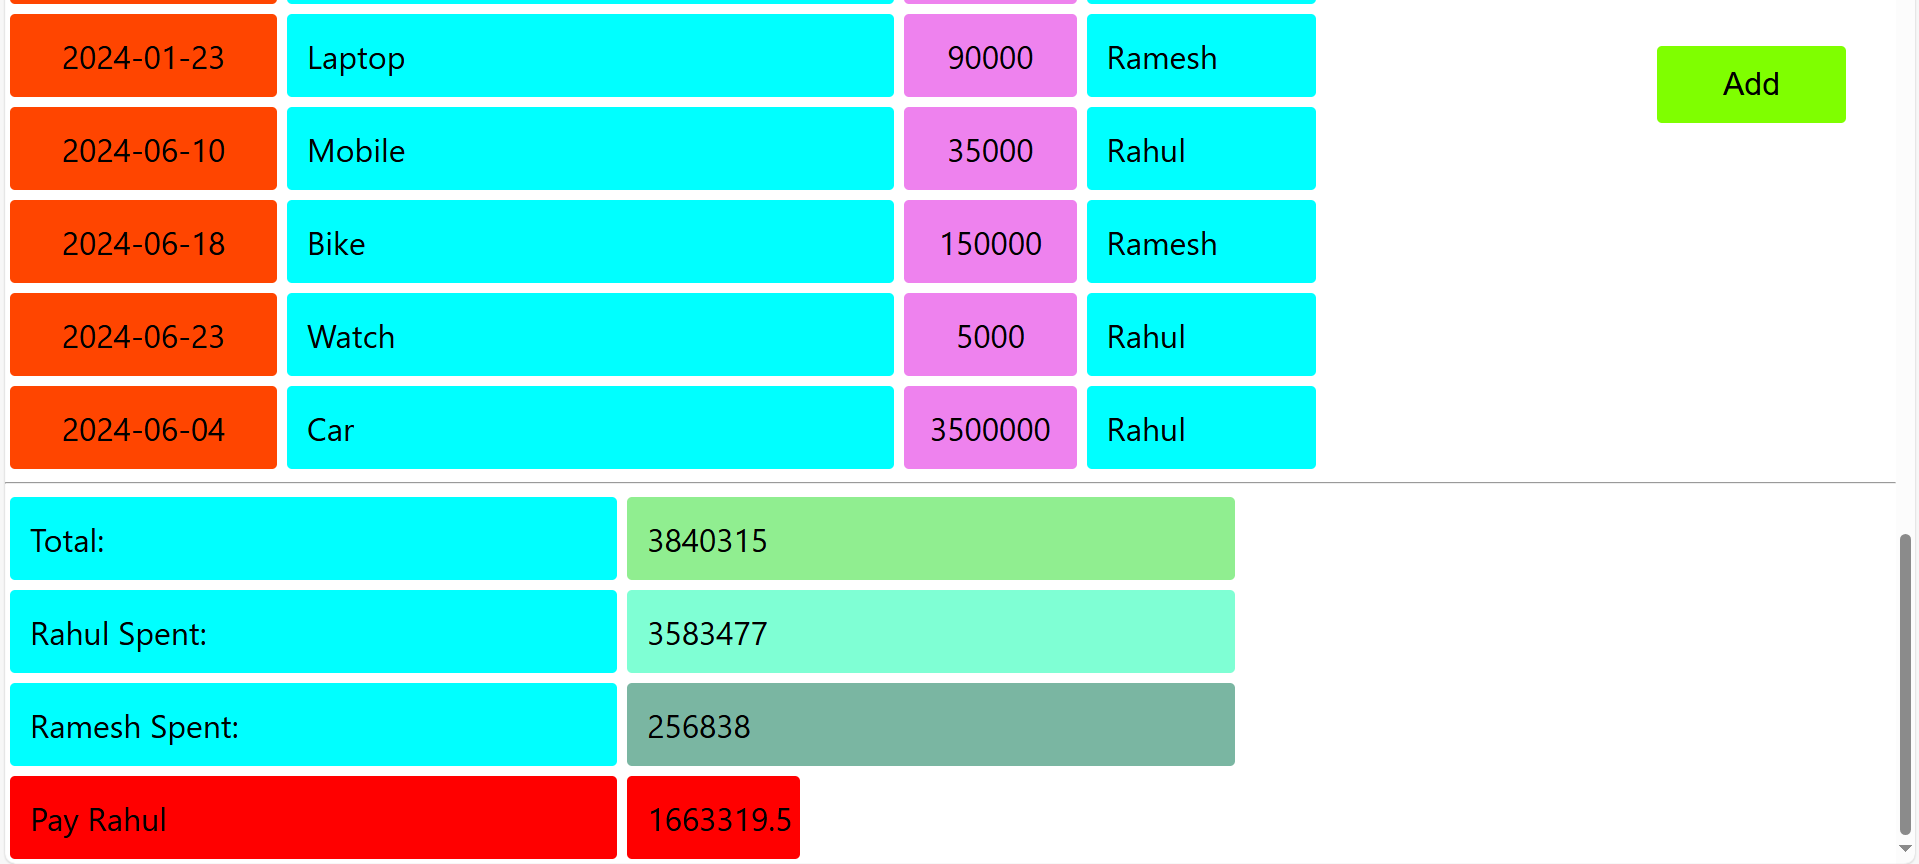 2024-01-23 Laptop 90000 Ramesh Add
2024-06-10 Mobile 35000 Rahul
2024-06-18 Bike 150000 Ramesh
2024-06-23 Watch 5000 Rahul
2024-06-04 Car 3500000 Rahul
Total: 3840315
Rahul Spent: 3583477
Ramesh Spent: 256838
Pay Rahul 1663319.5